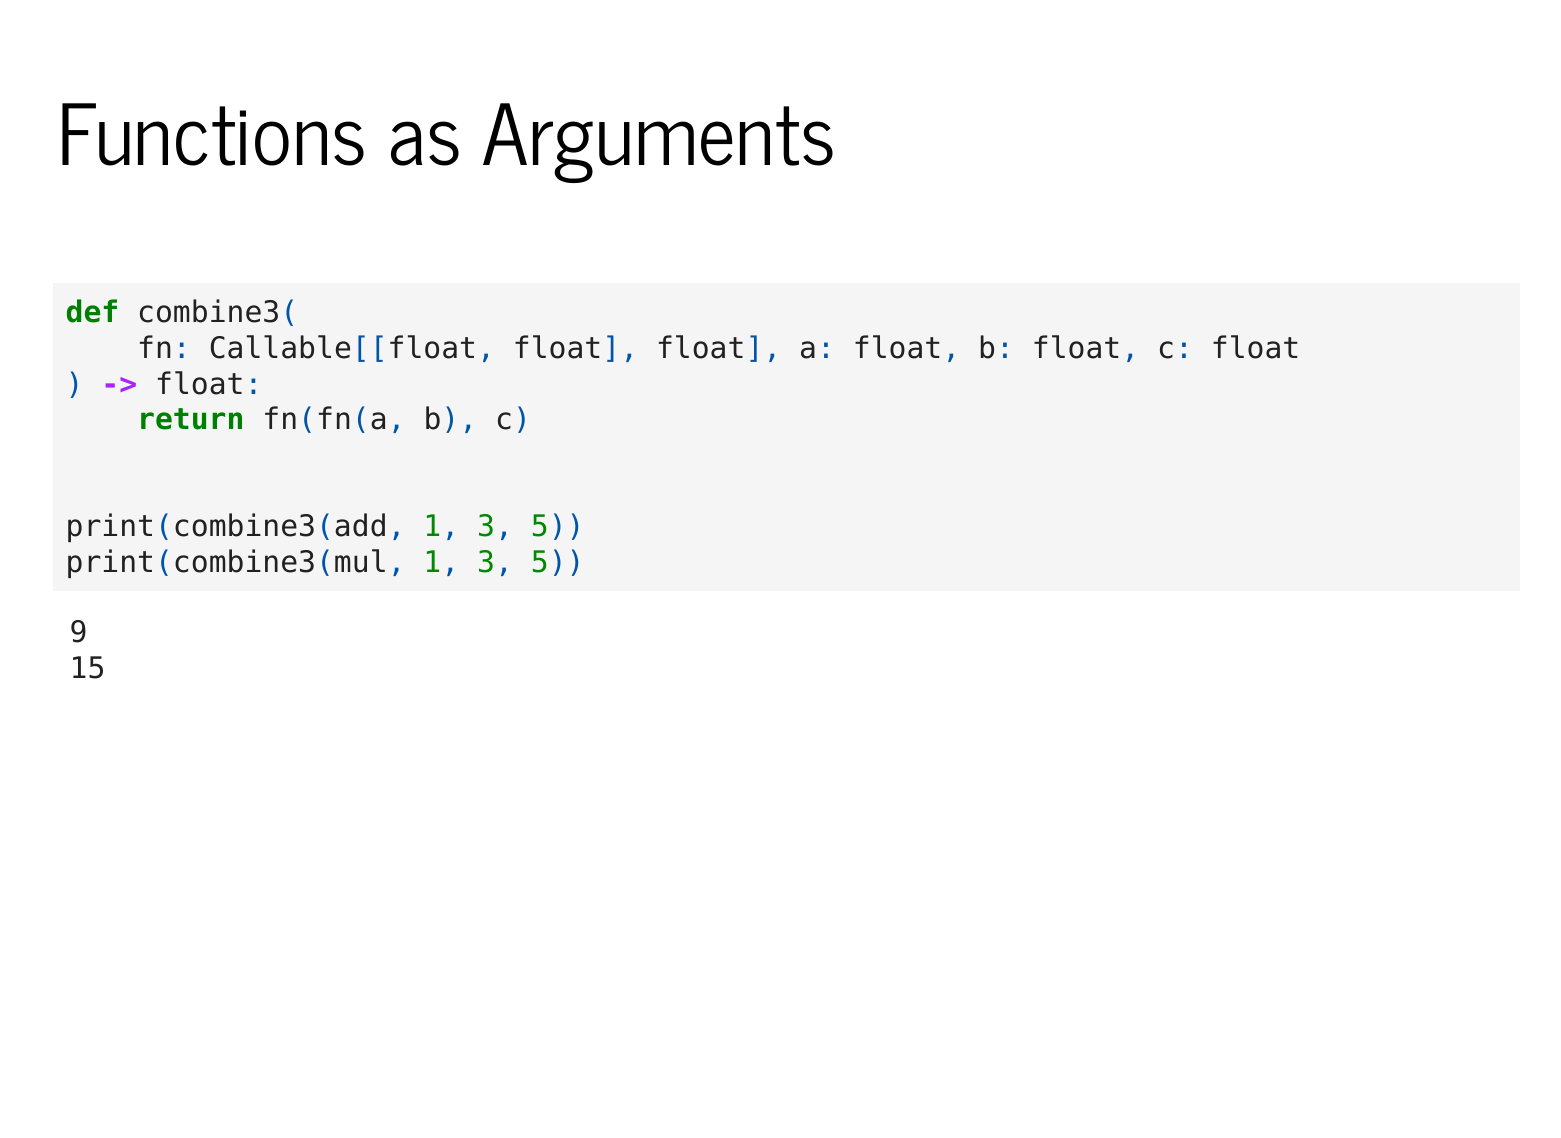 Functions as Arguments
def combine3(
    fn: Callable[[float, float], float], a: float, b: float, c: float
) -> float:
    return fn(fn(a, b), c)
print(combine3(add, 1, 3, 5))
print(combine3(mul, 1, 3, 5))
9
15